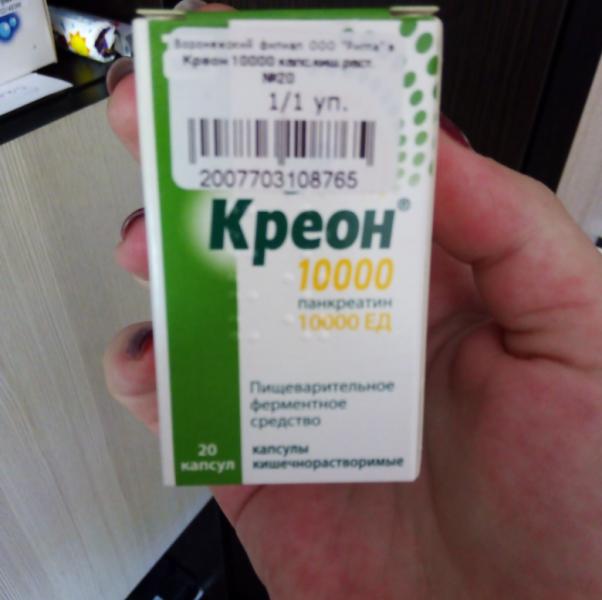 Воронежский филиал ООО "Ригла" а
Креон 10000 капс.киш.раст.
№20
1/1 уп.
2007703108765
Креон®
10000
панкреатин
10000 ЕД
Пищеварительное
ферментное
средство
20
капсул
капсулы
кишечнорастворимые